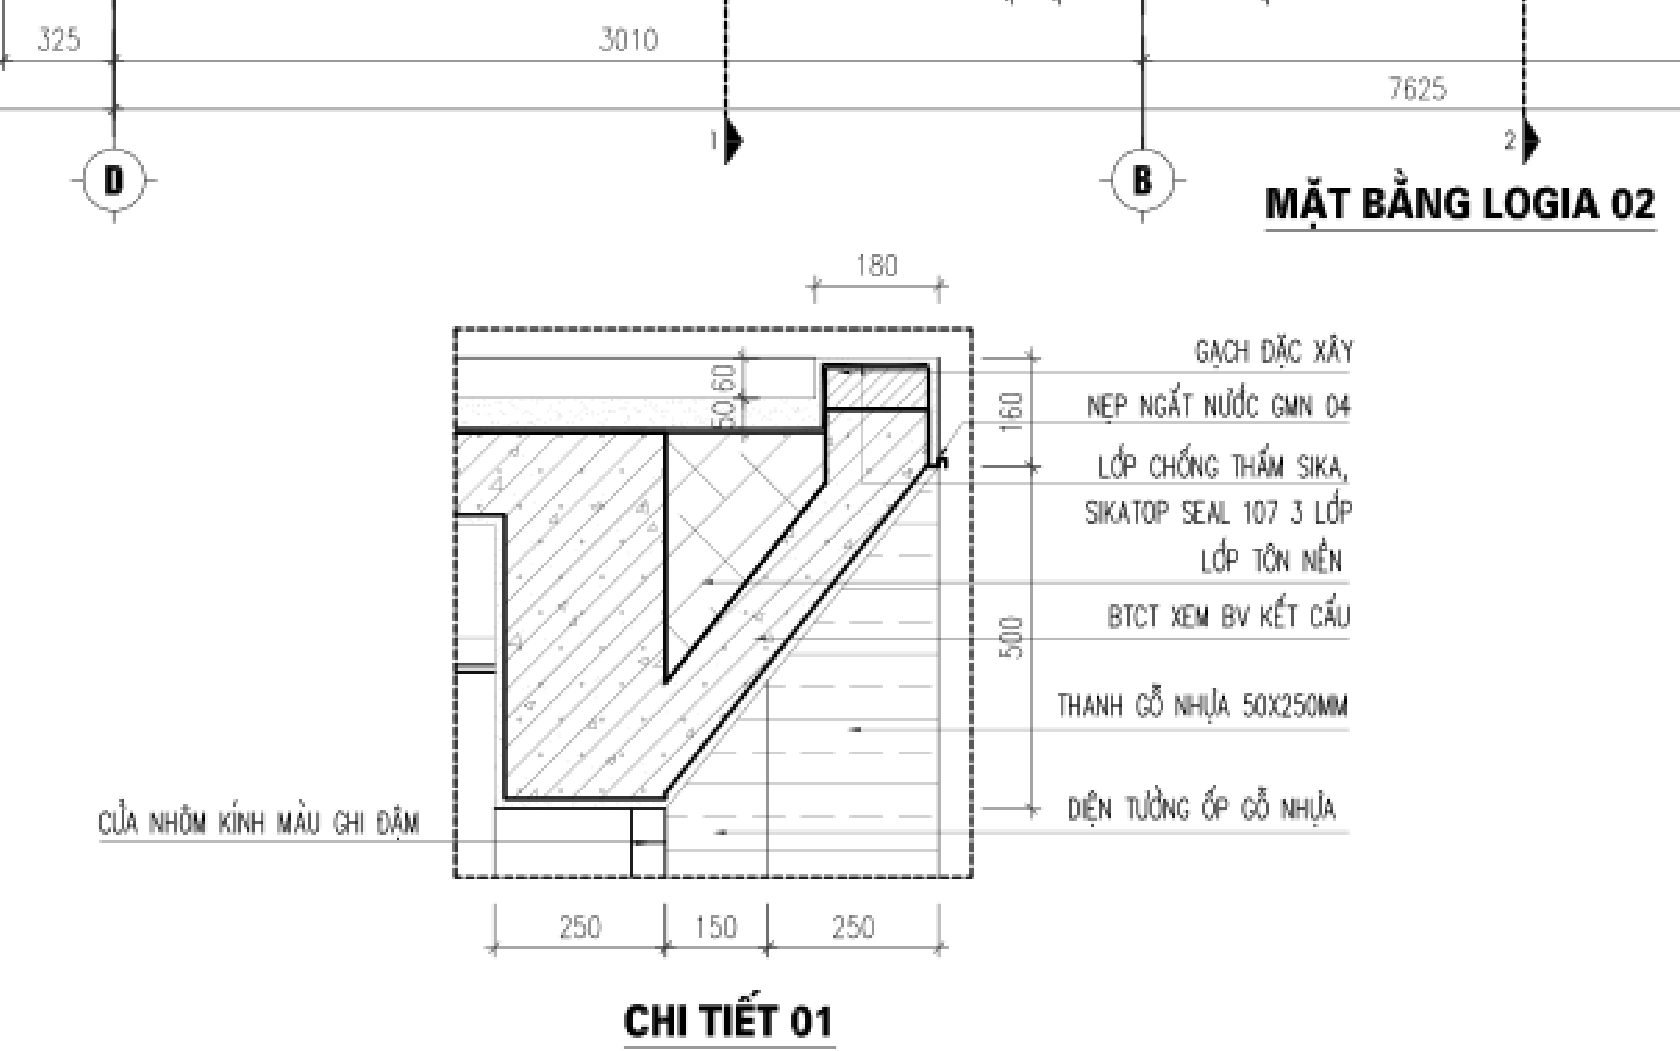 325
3010
7625
1
2
D
B
MẶT BẰNG LOGIA 02
180
GẠCH ĐẶC XÂY
60
50
160
NẸP NGẮT NƯỚC GMN 04
LỚP CHỐNG THẤM SIKA,
SIKATOP SEAL 107 3 LỚP
LỚP TÔN NỀN
BTCT XEM BV KẾT CẤU
500
THANH GỖ NHỰA 50X250MM
DIỆN TƯỜNG ỐP GỖ NHỰA
CỬA NHÔM KÍNH MÀU GHI ĐẬM
250
150
250
CHI TIẾT 01